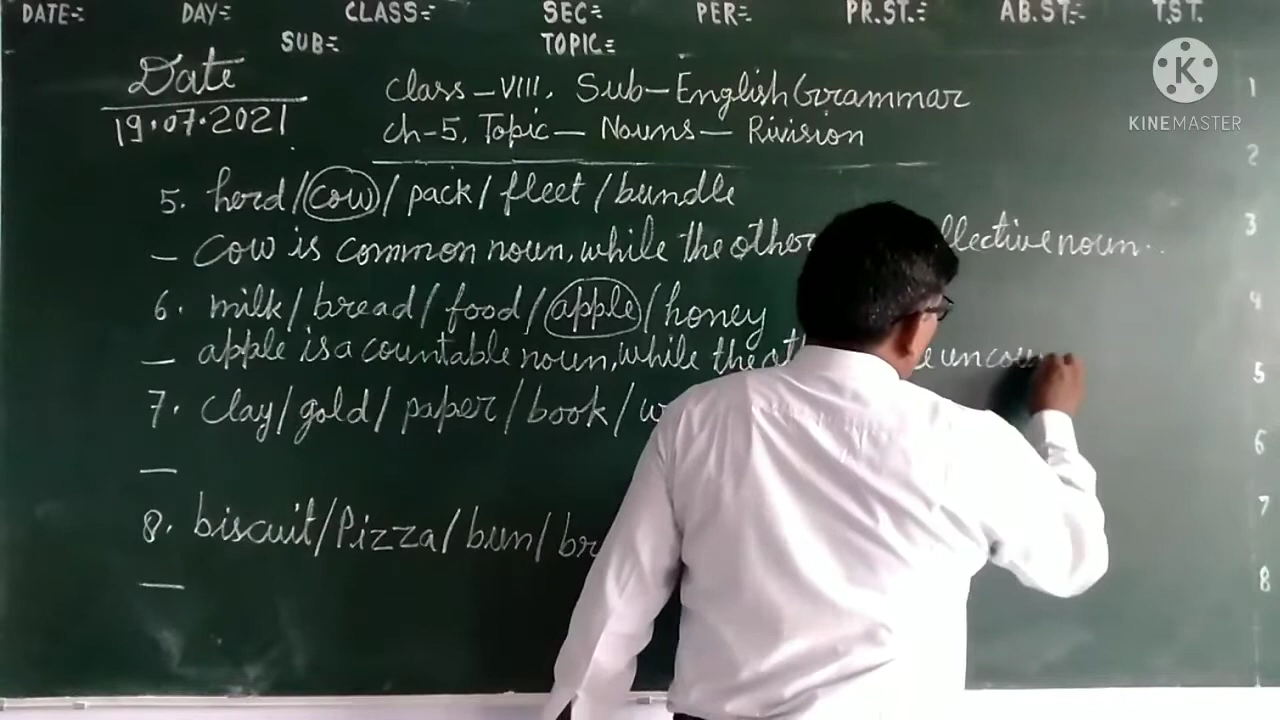 DATE:- DAY:- CLASS:- SEC:- PER:- PR.ST.:- AB.ST.:- T.ST.
SUB:- TOPIC:-
Date
19.07.2021
Class - VIII, Sub - English Grammar
Ch-5, Topic - Nouns - Rivision
5. herd/cow/pack/fleet/bundle
- Cow is common noun, while the other llective noun.
6. milk/bread/food/apple/honey
- apple is a countable noun, while the
7. clay/gold/paper/book/
-
8. biscuit/Pizza/bun/
-
1
2
3
4
5
6
7
8
K
KINEMASTER